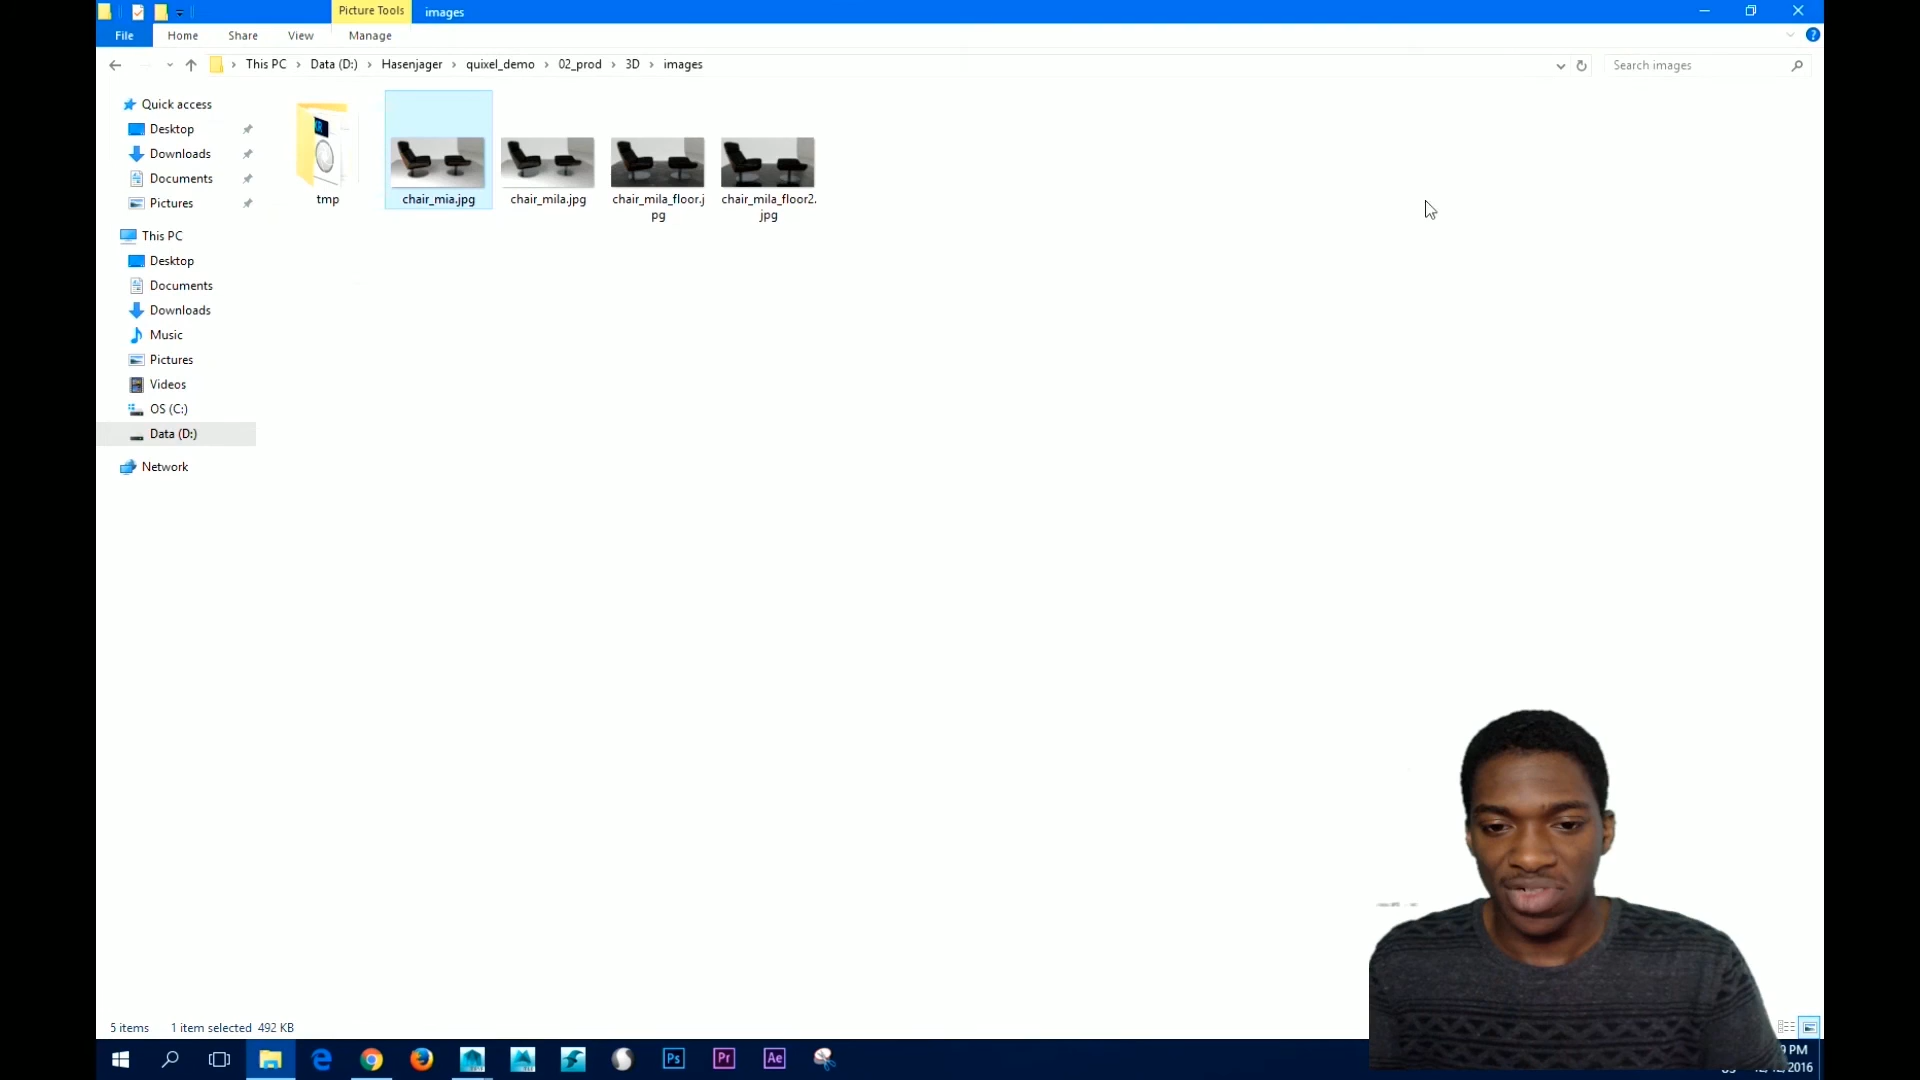 Picture Tools images
File Home Share View Manage
This PC Data (D:) Hasenjager quixel_demo 02_prod 3D images
Search images
Quick access
Desktop
Downloads
Documents
Pictures
This PC
Desktop
Documents
Downloads
Music
Pictures
Videos
OS (C:)
Data (D:)
Network
tmp
chair_mia.jpg
chair_mila.jpg
chair_mila_floor.j
pg
chair_mila_floor2.
jpg
5 items 1 item selected 492 KB
Ps Pr Ae
9 PM